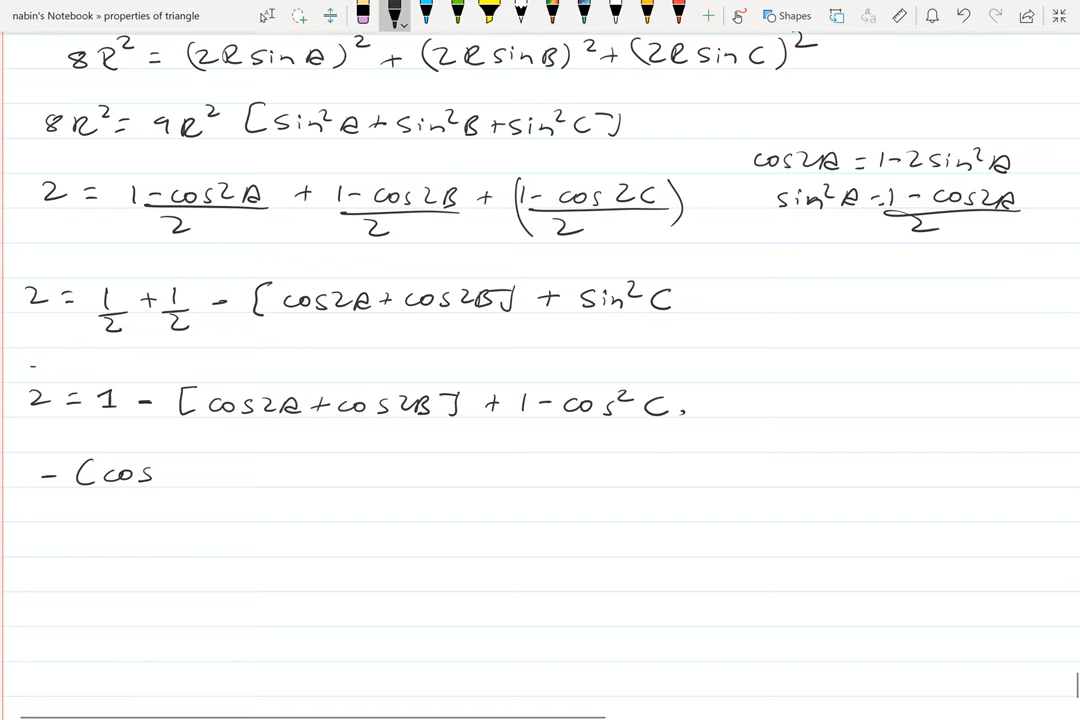 nabin's Notebook » properties of triangle
Shapes
8R² = (2R sin A)² + (2R sin B)² + (2R sin C)²
8R² = 4R² [sin²A + sin²B + sin²C]
cos2A = 1 - 2 sin²A
2 = (1 - cos2A)/2 + (1 - cos2B)/2 + ((1 - cos2C)/2)
sin²A = (1 - cos2A)/2
2 = 1/2 + 1/2 - [cos2A + cos2B] + sin²C
2 = 1 - [cos2A + cos2B] + 1 - cos²C,
- (cos